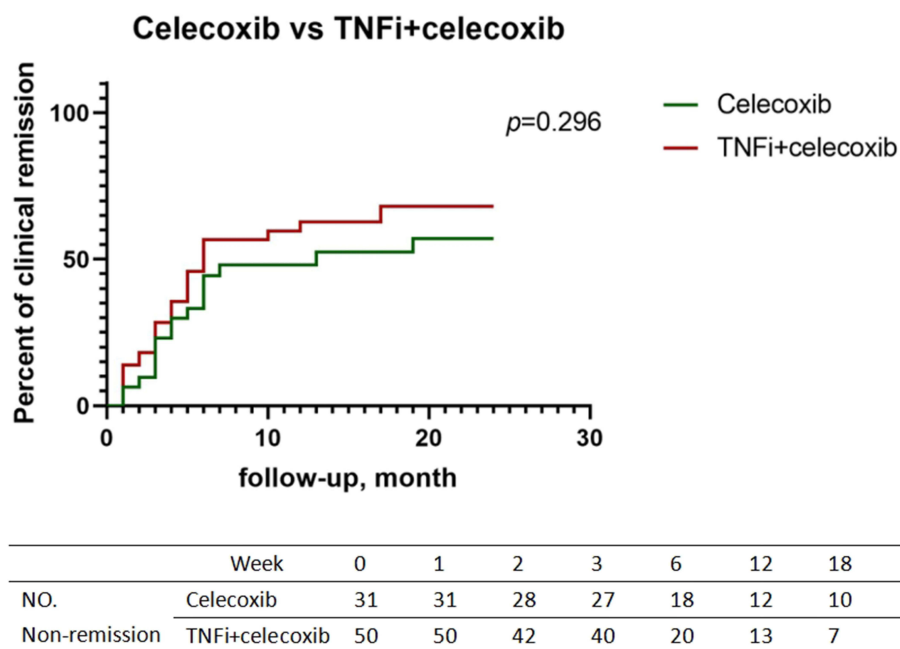 Celecoxib vs TNFi+celecoxib
Percent of clinical remission
100
50
0
p=0.296
Celecoxib
TNFi+celecoxib
0 10 20 30
follow-up, month
Week 0 1 2 3 6 12 18
NO. Celecoxib 31 31 28 27 18 12 10
Non-remission TNFi+celecoxib 50 50 42 40 20 13 7